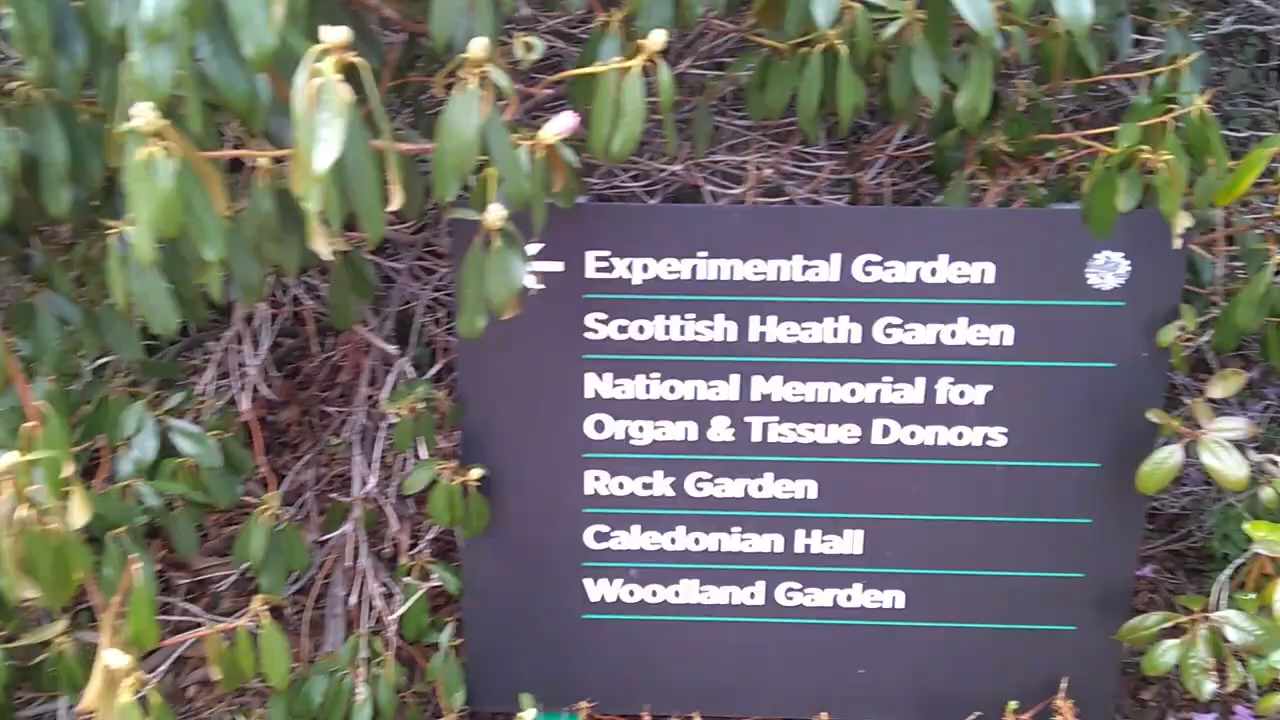 Experimental Garden
Scottish Heath Garden
National Memorial for
Organ & Tissue Donors
Rock Garden
Caledonian Hall
Woodland Garden